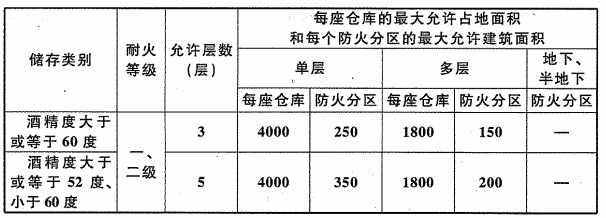 每座仓库的最大允许占地面积
和每个防火分区的最大允许建筑面积
储存类别
耐火
等级
允许层数
(层)
单层
多层
地下、
半地下
每座仓库
防火分区
每座仓库
防火分区
防火分区
酒精度大于
或等于 60 度
一、
二级
3
4000
250
1800
150
—
酒精度大于
或等于 52 度、
小于 60 度
5
4000
350
1800
200
—